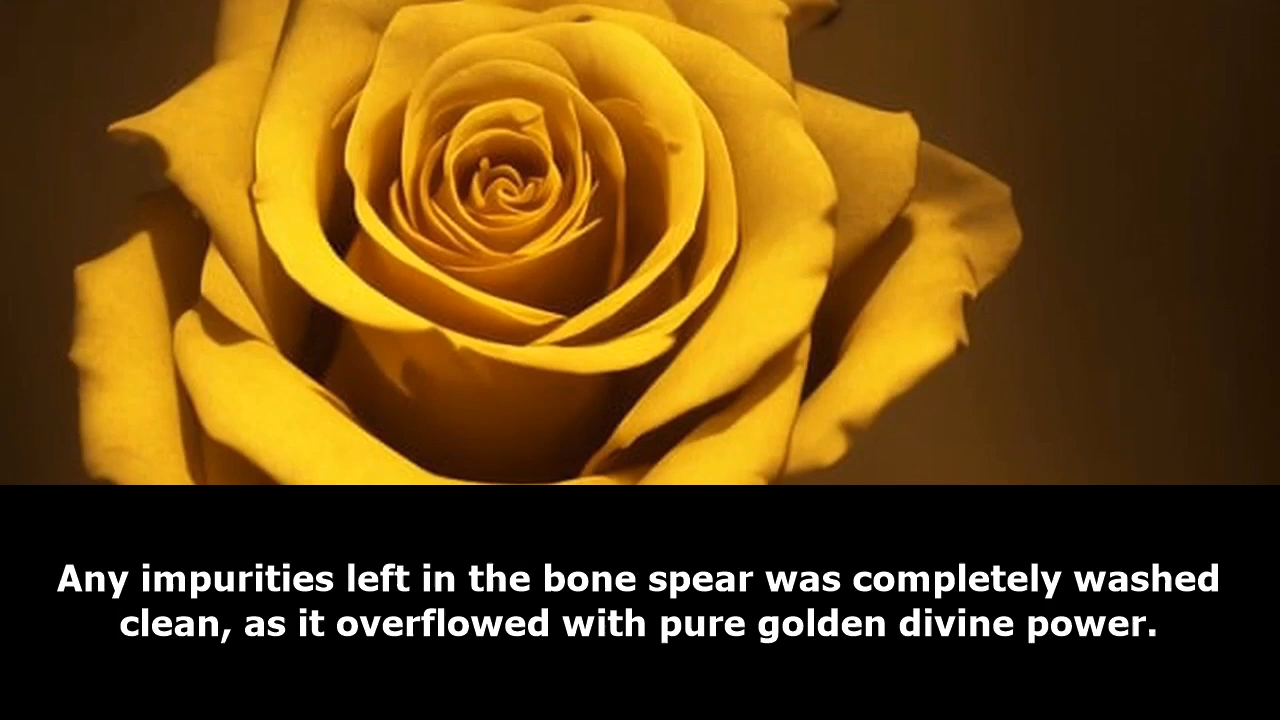 Any impurities left in the bone spear was completely washed
clean, as it overflowed with pure golden divine power.